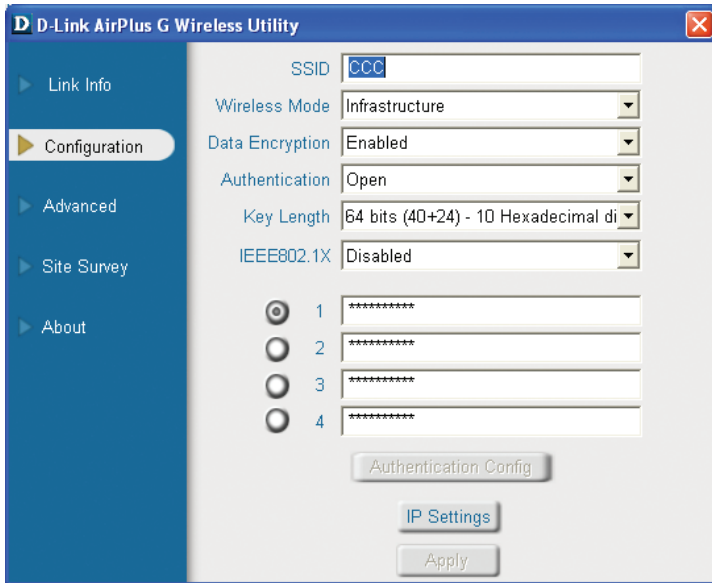 D D-Link AirPlus G Wireless Utility
Link Info
Configuration
Advanced
Site Survey
About
SSID CCC
Wireless Mode Infrastructure
Data Encryption Enabled
Authentication Open
Key Length 64 bits (40+24) - 10 Hexadecimal di
IEEE802.1X Disabled
1 **********
2 **********
3 **********
4 **********
Authentication Config
IP Settings
Apply